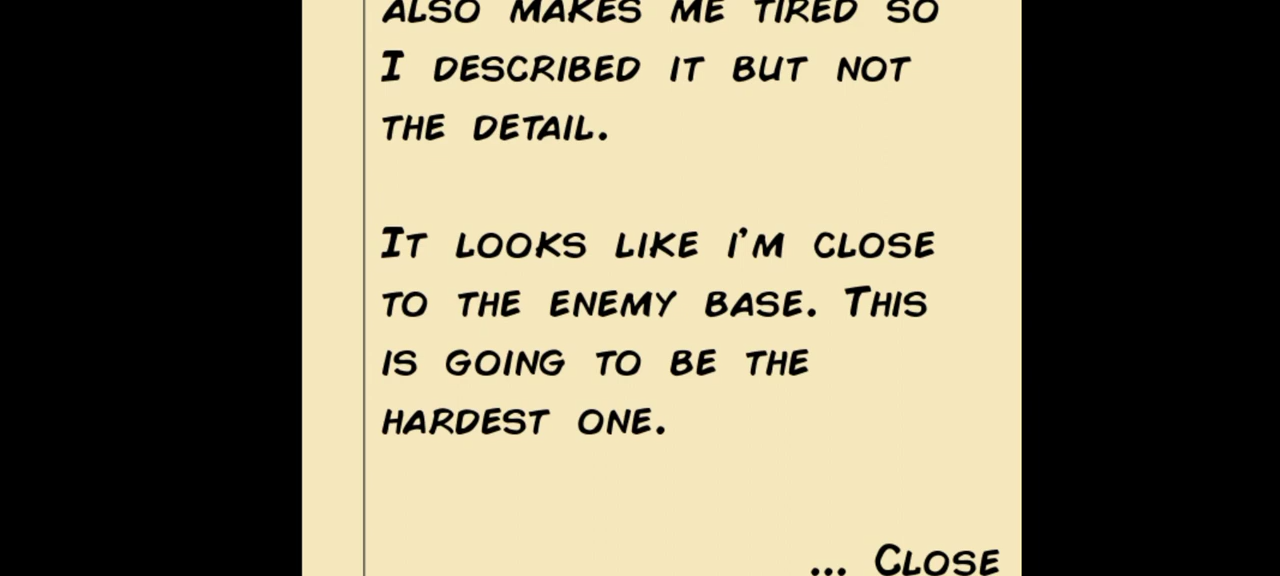 ALSO MAKES ME TIRED SO
I DESCRIBED IT BUT NOT
THE DETAIL.
IT LOOKS LIKE I'M CLOSE
TO THE ENEMY BASE. THIS
IS GOING TO BE THE
HARDEST ONE.
... CLOSE